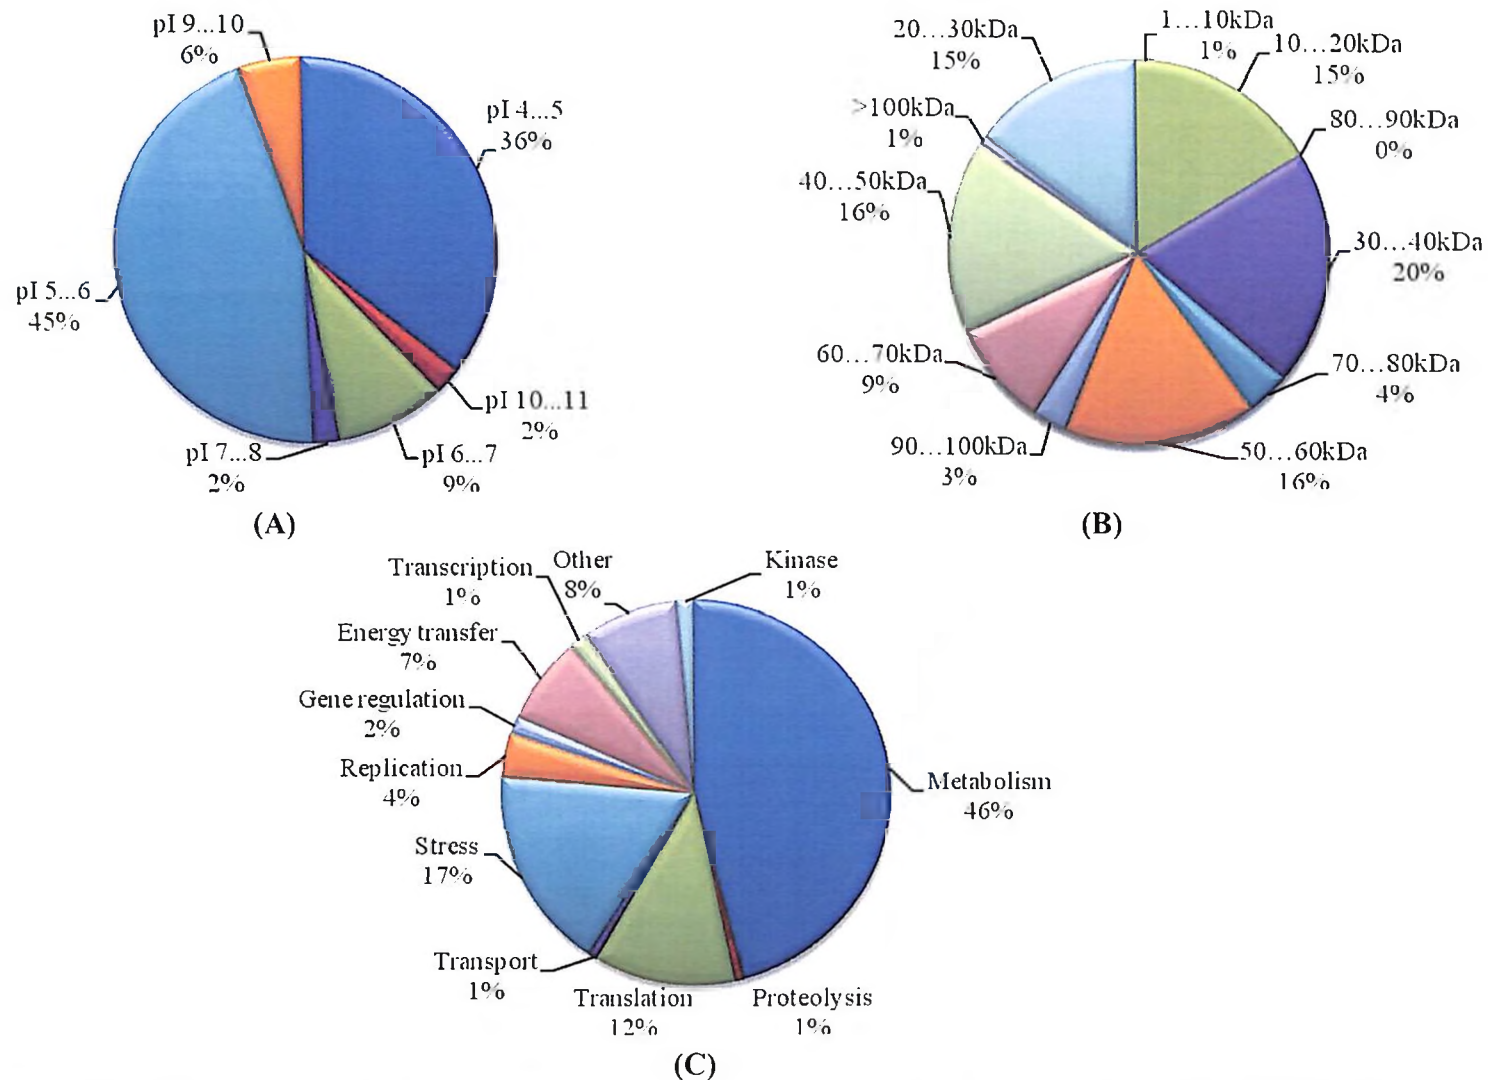 pI 9...10
6%
pI 4...5
36%
pI 5...6
45%
pI 10...11
2%
pI 7...8
2%
pI 6...7
9%
(A)
20...30kDa
15%
1...10kDa
1%
10...20kDa
15%
>100kDa
1%
80...90kDa
0%
40...50kDa
16%
30...40kDa
20%
60...70kDa
9%
70...80kDa
4%
90...100kDa
3%
50...60kDa
16%
(B)
Transcription
1%
Other
8%
Kinase
1%
Energy transfer
7%
Gene regulation
2%
Replication
4%
Metabolism
46%
Stress
17%
Transport
1%
Translation
12%
Proteolysis
1%
(C)